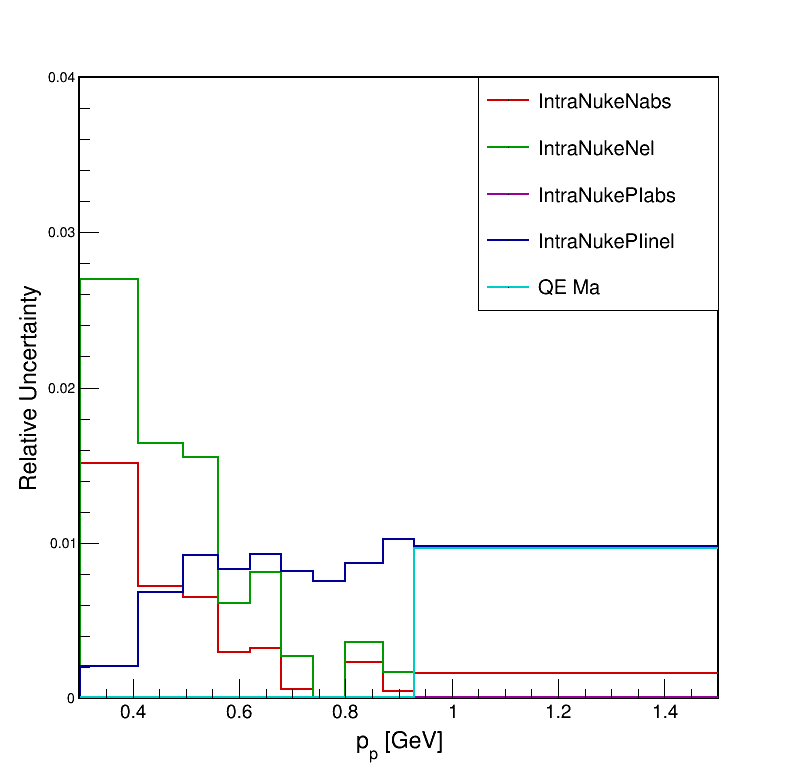 0.04
0.03
0.02
0.01
0
Relative Uncertainty
IntraNukeNabs
IntraNukeNel
IntraNukePIabs
IntraNukePIinel
QE Ma
0.4 0.6 0.8 1 1.2 1.4
p_p [GeV]